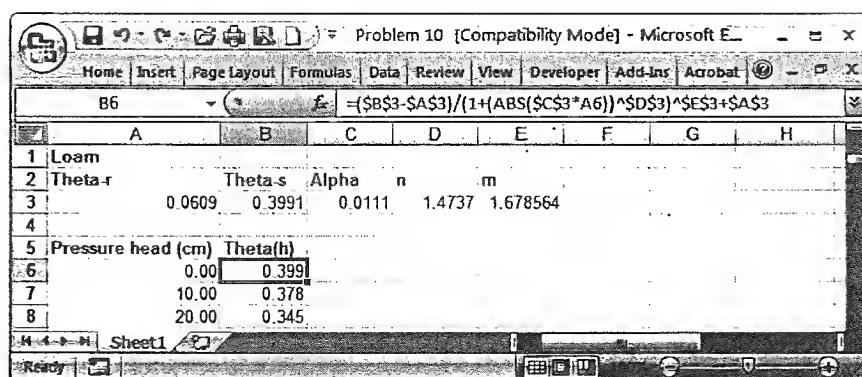 Problem 10 [Compatibility Mode] - Microsoft E...
Home Insert Page Layout Formulas Data Review View Developer Add-Ins Acrobat
B6 fx =($B$3-$A$3)/(1+(ABS($C$3*A6))^$D$3)^$E$3+$A$3
A B C D E F G H
1 Loam
2 Theta-r Theta-s Alpha n m
3 0.0609 0.3991 0.0111 1.4737 1.678564
4
5 Pressure head (cm) Theta(h)
6 0.00 0.399
7 10.00 0.378
8 20.00 0.345
Sheet1
Ready